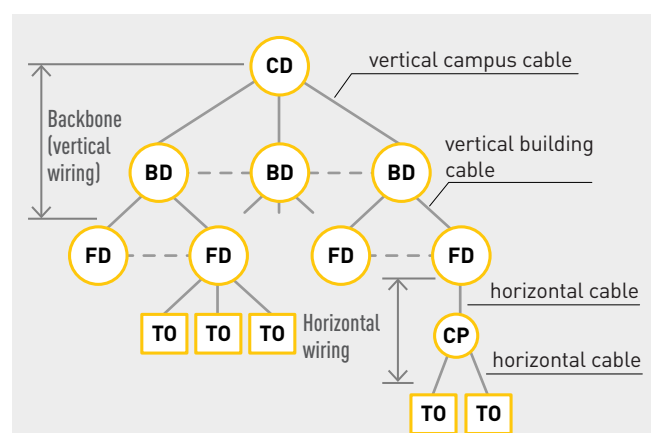 CD
vertical campus cable
Backbone
(vertical
wiring)
vertical building
cable
BD
BD
BD
FD
FD
FD
FD
horizontal cable
TO
TO
TO
Horizontal
wiring
CP
horizontal cable
TO
TO